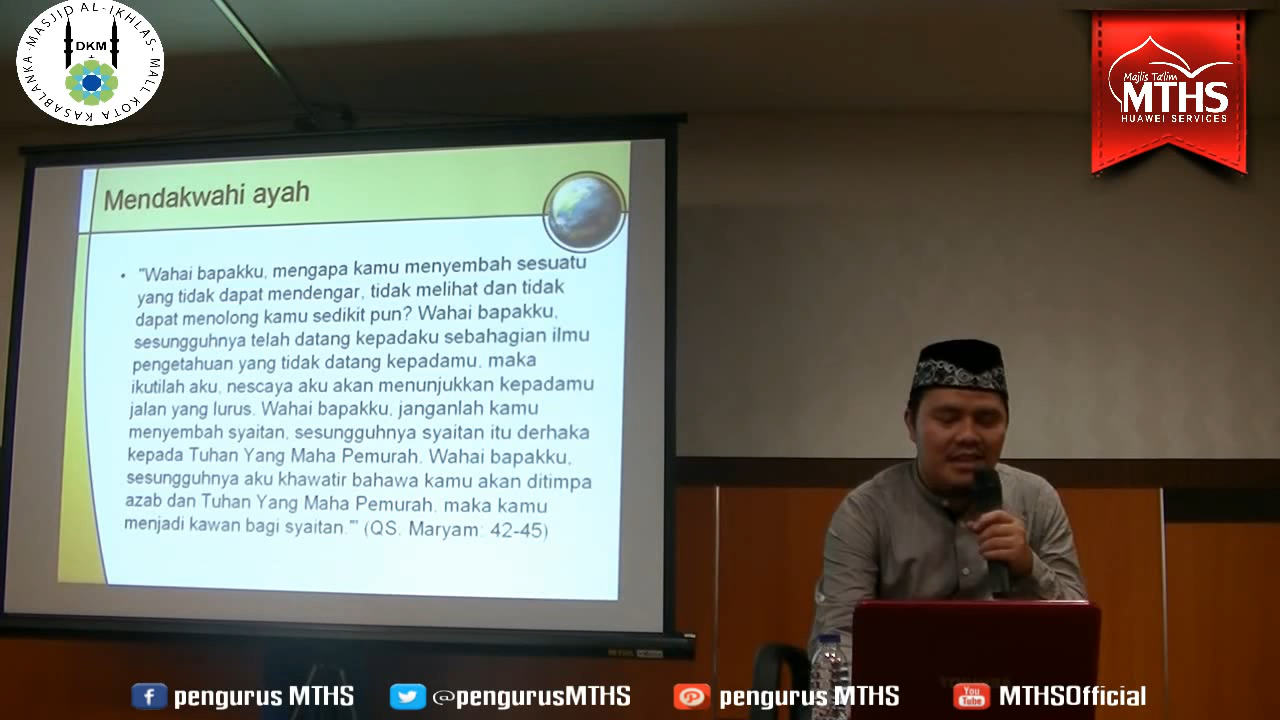 MASJID AL-IKHLAS - MALL KOTA KASABLANKA -
DKM
Majlis Ta'lim
MTHS
HUAWEI SERVICES
Mendakwahi ayah
• "Wahai bapakku, mengapa kamu menyembah sesuatu
yang tidak dapat mendengar, tidak melihat dan tidak
dapat menolong kamu sedikit pun? Wahai bapakku,
sesungguhnya telah datang kepadaku sebahagian ilmu
pengetahuan yang tidak datang kepadamu, maka
ikutilah aku, nescaya aku akan menunjukkan kepadamu
jalan yang lurus. Wahai bapakku, janganlah kamu
menyembah syaitan, sesungguhnya syaitan itu derhaka
kepada Tuhan Yang Maha Pemurah. Wahai bapakku,
sesungguhnya aku khawatir bahawa kamu akan ditimpa
azab dan Tuhan Yang Maha Pemurah, maka kamu
menjadi kawan bagi syaitan."' (QS. Maryam: 42-45)
pengurus MTHS
@pengurusMTHS
pengurus MTHS
You
Tube
MTHSOfficial